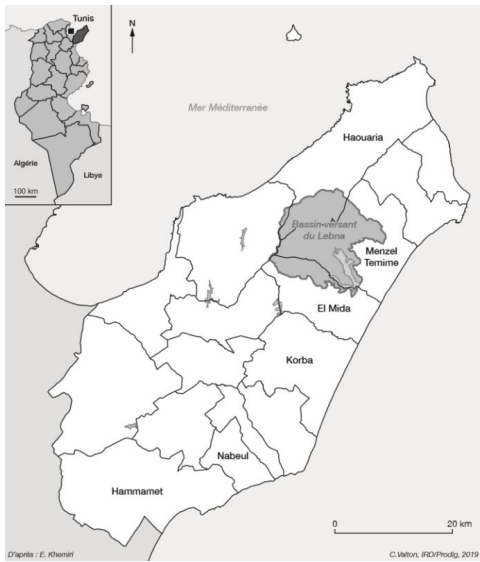 Tunis
N
Mer Méditerranée
Haouaria
Algérie
Libye
100 km
Bassin-versant
du Lebna
Menzel
Temime
El Mida
Korba
Nabeul
Hammamet
0
20 km
D'après : E. Khemiri
C.Valton, IRD/Prodig, 2019